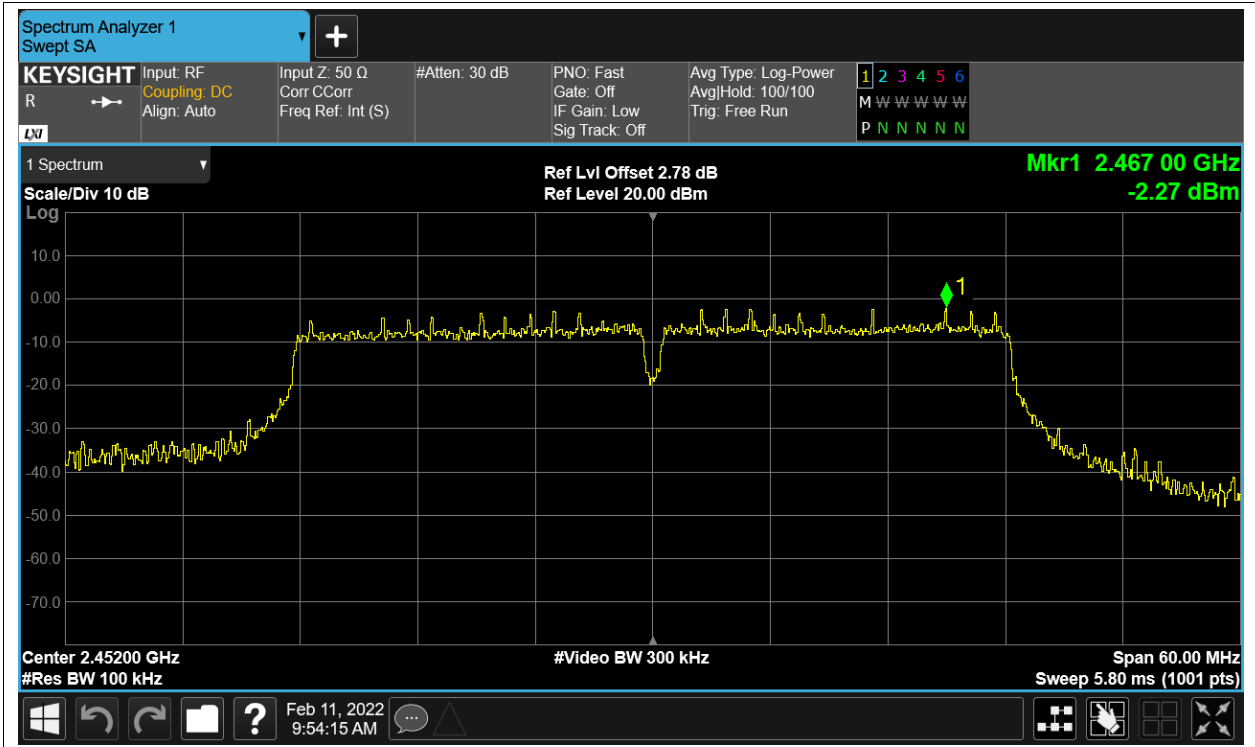 Spectrum Analyzer 1
Swept SA
KEYSIGHT
R
LXI
Input: RF
Coupling: DC
Align: Auto
Input Z: 50 Ω
Corr CCorr
Freq Ref: Int (S)
#Atten: 30 dB
PNO: Fast
Gate: Off
IF Gain: Low
Sig Track: Off
Avg Type: Log-Power
Avg|Hold: 100/100
Trig: Free Run
1 2 3 4 5 6
M W W W W W
P N N N N N
1 Spectrum
Scale/Div 10 dB
Log
Ref Lvl Offset 2.78 dB
Ref Level 20.00 dBm
Mkr1 2.467 00 GHz
-2.27 dBm
10.0
0.00
-10.0
-20.0
-30.0
-40.0
-50.0
-60.0
-70.0
1
Center 2.45200 GHz
#Res BW 100 kHz
#Video BW 300 kHz
Span 60.00 MHz
Sweep 5.80 ms (1001 pts)
?
Feb 11, 2022
9:54:15 AM